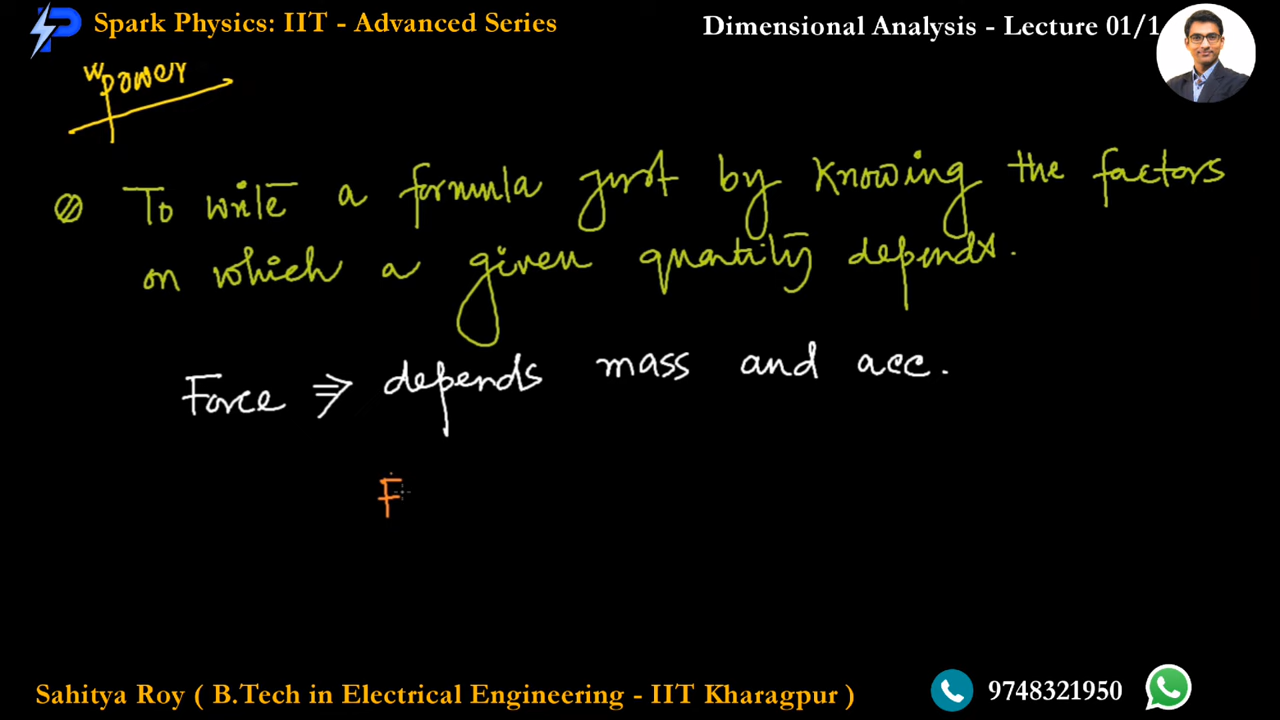 Spark Physics: IIT - Advanced Series
Dimensional Analysis - Lecture 01/1
power
To write a formula just by knowing the factors
on which a given quantity depends.
Force ⇒ depends mass and acc.
F
Sahitya Roy ( B.Tech in Electrical Engineering - IIT Kharagpur )
9748321950